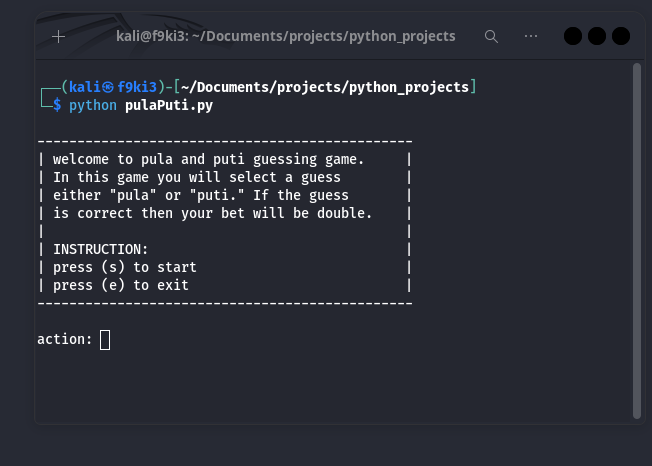 kali@f9ki3: ~/Documents/projects/python_projects
┌──(kali㉿f9ki3)-[~/Documents/projects/python_projects]
└─$ python pulaPuti.py
-----------------------------------------------
| welcome to pula and puti guessing game.     |
| In this game you will select a guess        |
| either "pula" or "puti." If the guess       |
| is correct then your bet will be double.    |
|                                             |
| INSTRUCTION:                                |
| press (s) to start                          |
| press (e) to exit                           |
-----------------------------------------------
action: